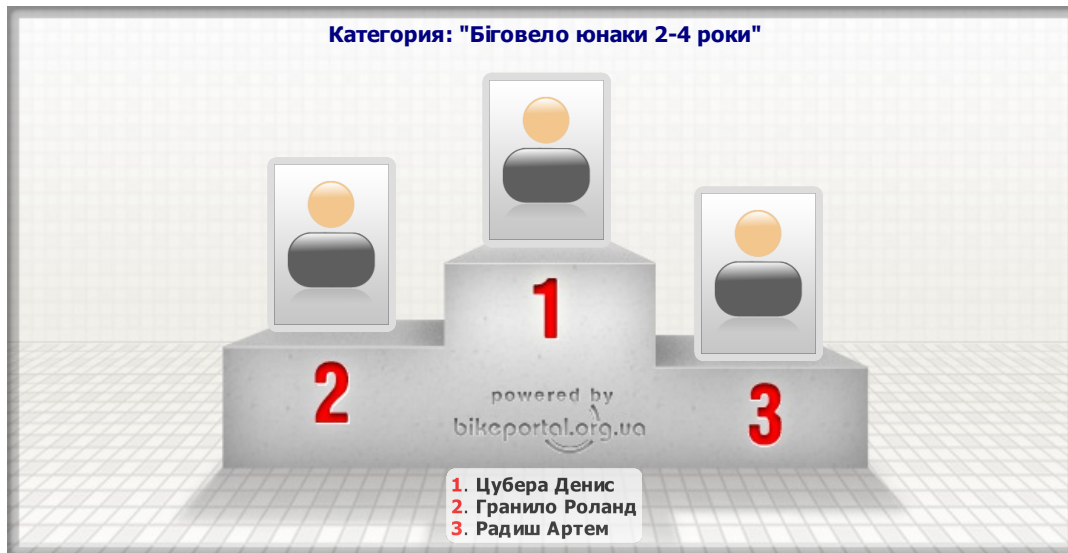 Категория: "Біговело юнаки 2-4 роки"
1
2
3
powered by
bikeportal.org.ua
1. Цубера Денис
2. Гранило Роланд
3. Радиш Артем